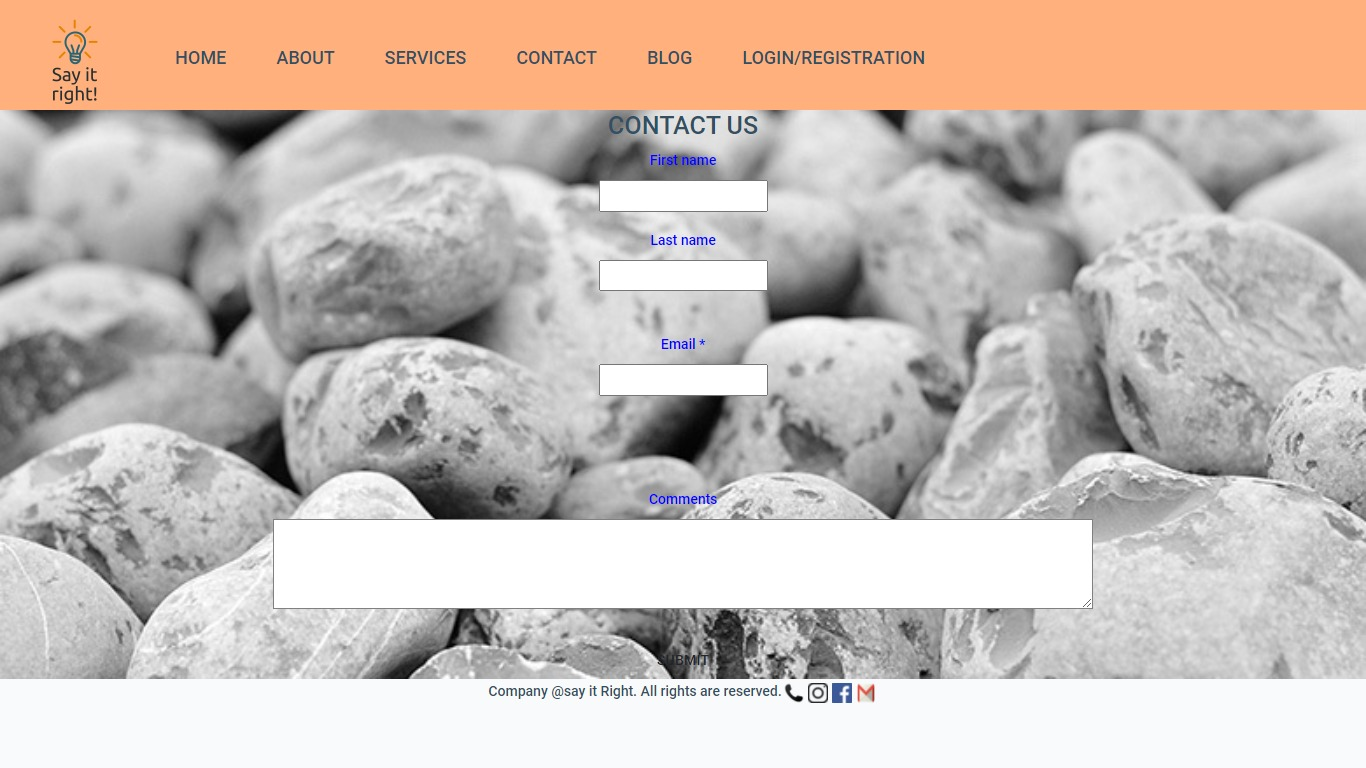 Say it
right!
HOME ABOUT SERVICES CONTACT BLOG LOGIN/REGISTRATION
CONTACT US
First name
Last name
Email *
Comments
SUBMIT
Company @say it Right. All rights are reserved.